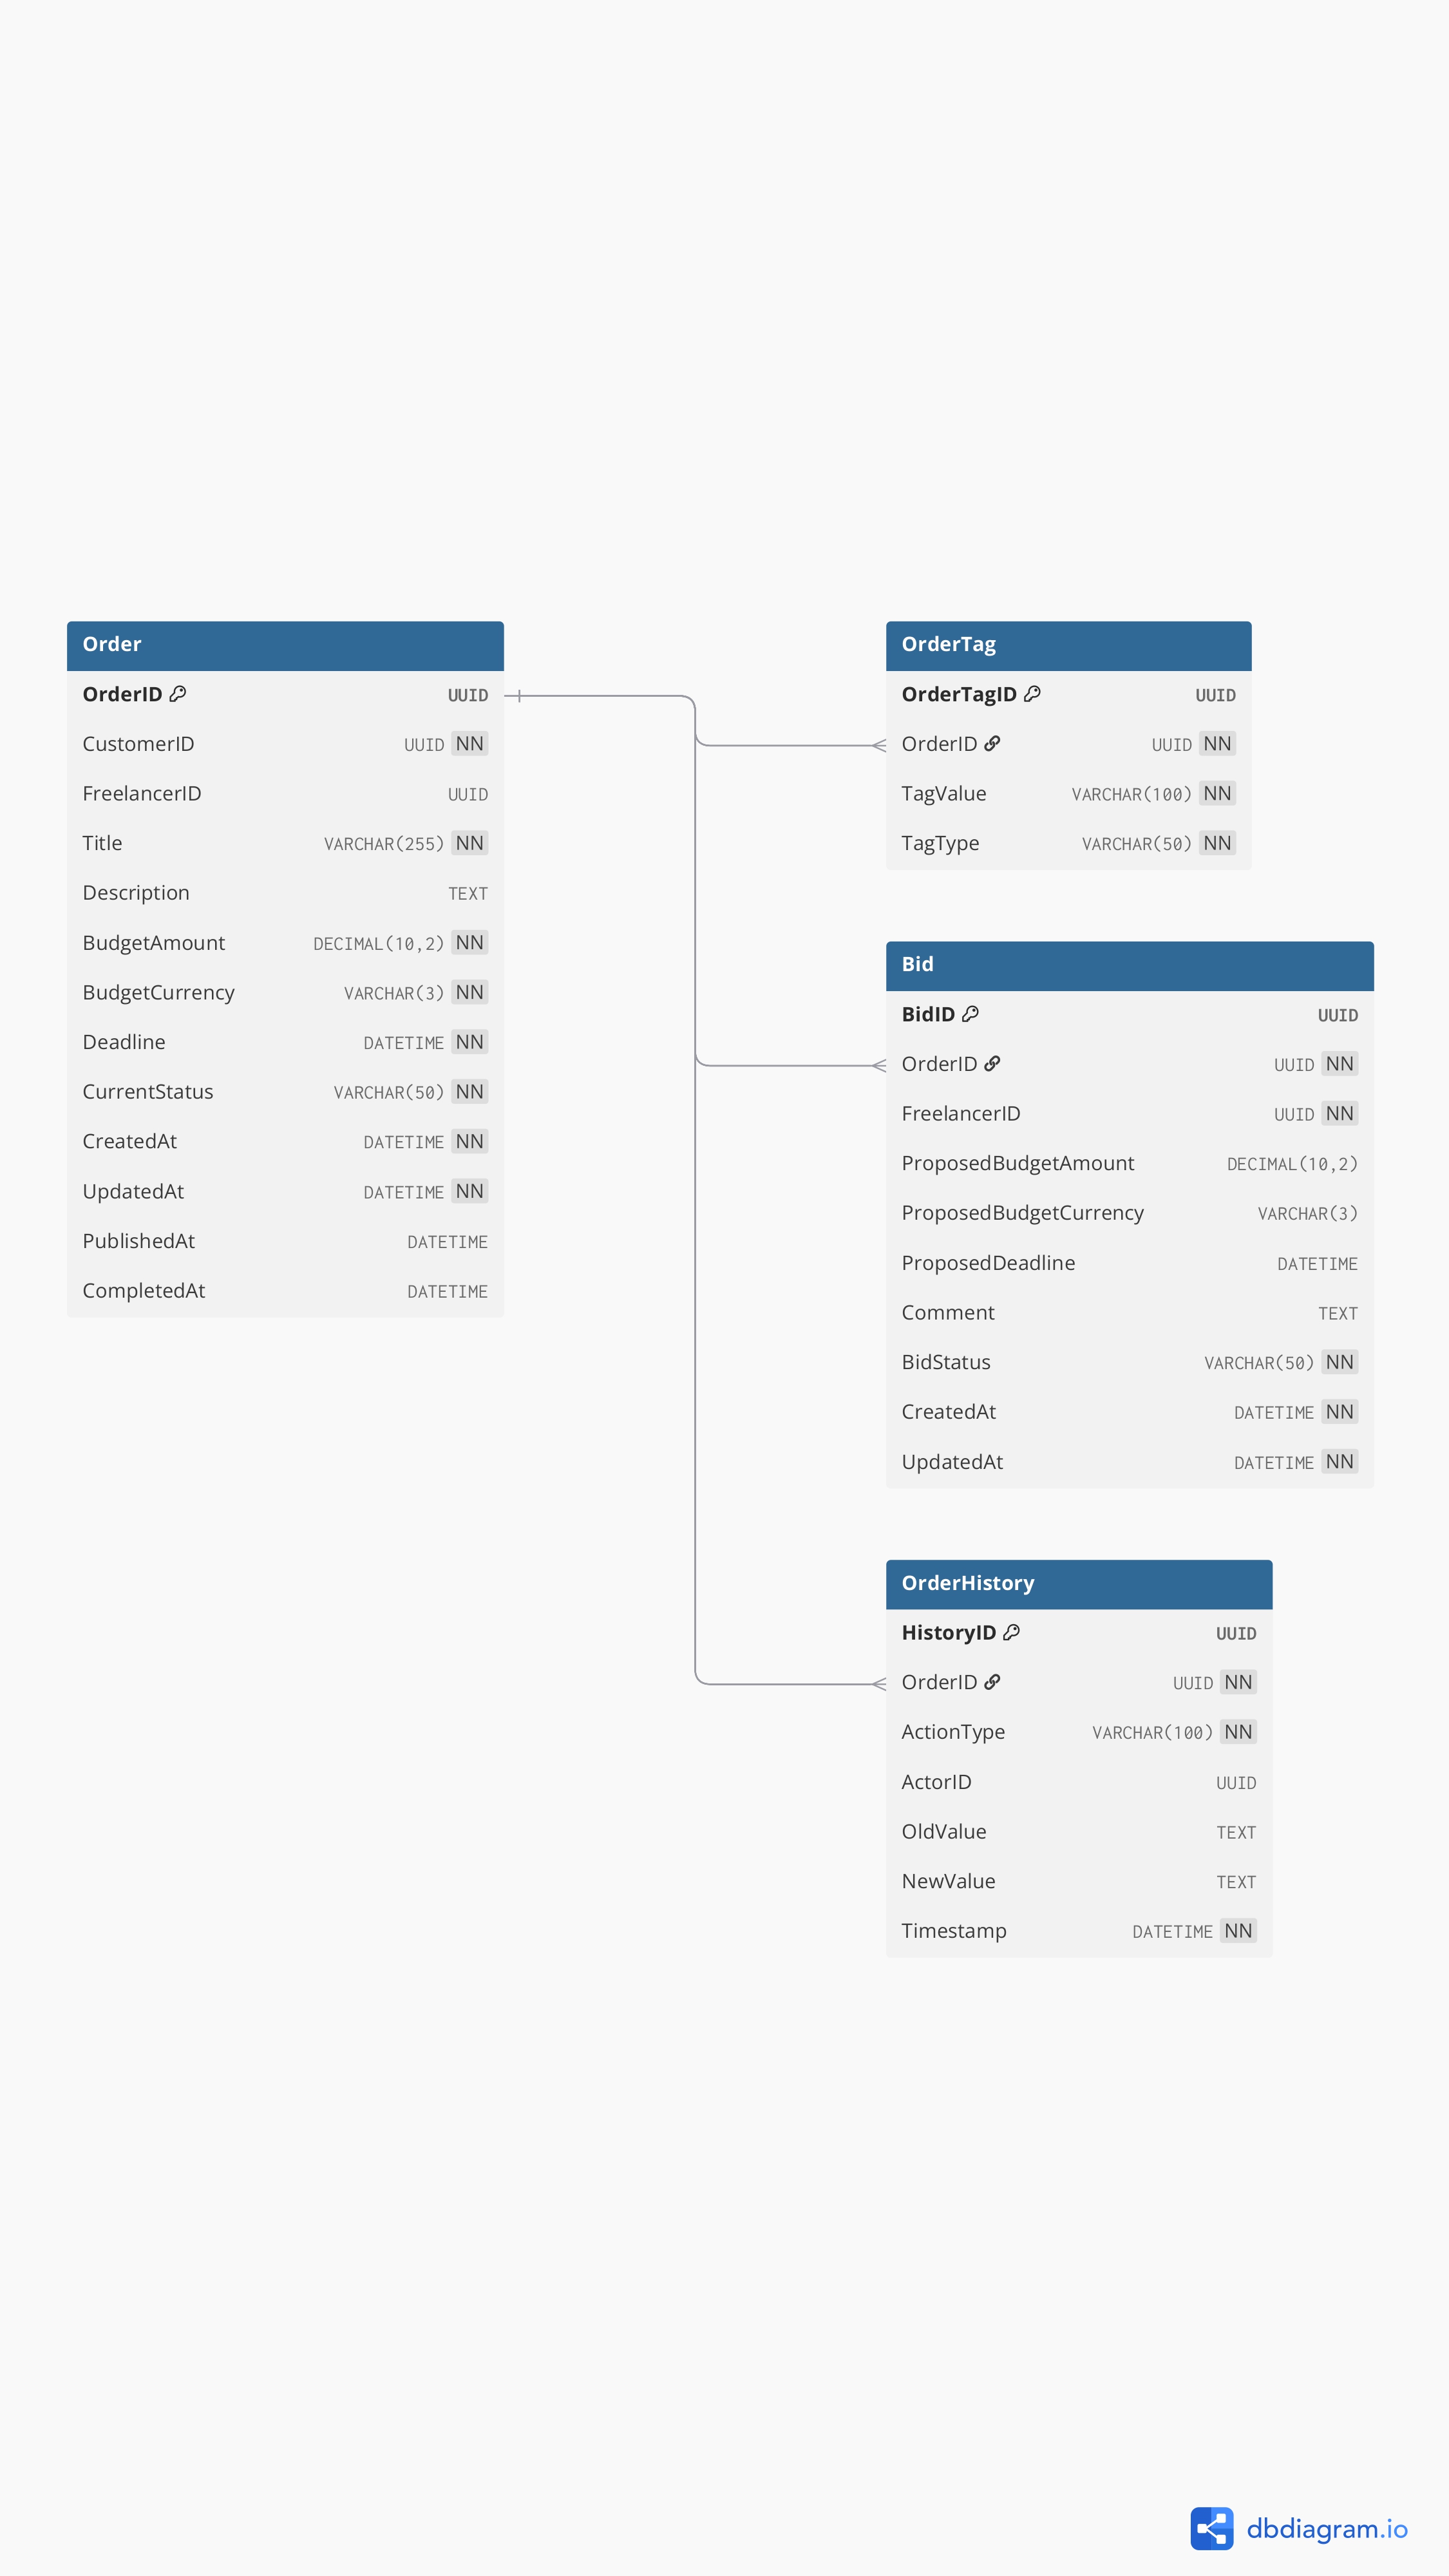 Order
OrderID UUID
CustomerID UUID NN
FreelancerID UUID
Title VARCHAR(255) NN
Description TEXT
BudgetAmount DECIMAL(10,2) NN
BudgetCurrency VARCHAR(3) NN
Deadline DATETIME NN
CurrentStatus VARCHAR(50) NN
CreatedAt DATETIME NN
UpdatedAt DATETIME NN
PublishedAt DATETIME
CompletedAt DATETIME
OrderTag
OrderTagID UUID
OrderID UUID NN
TagValue VARCHAR(100) NN
TagType VARCHAR(50) NN
Bid
BidID UUID
OrderID UUID NN
FreelancerID UUID NN
ProposedBudgetAmount DECIMAL(10,2)
ProposedBudgetCurrency VARCHAR(3)
ProposedDeadline DATETIME
Comment TEXT
BidStatus VARCHAR(50) NN
CreatedAt DATETIME NN
UpdatedAt DATETIME NN
OrderHistory
HistoryID UUID
OrderID UUID NN
ActionType VARCHAR(100) NN
ActorID UUID
OldValue TEXT
NewValue TEXT
Timestamp DATETIME NN
dbdiagram.io